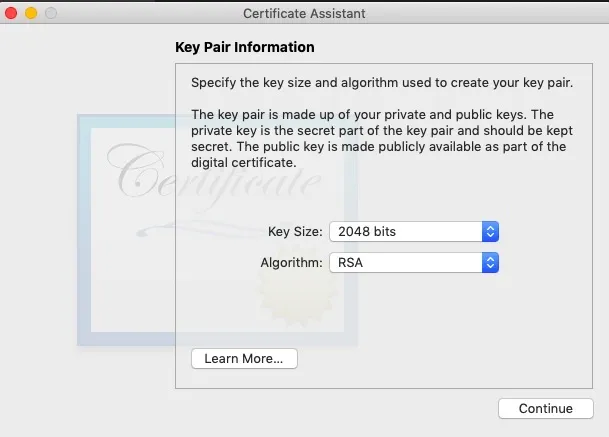 Certificate Assistant
Key Pair Information
Specify the key size and algorithm used to create your key pair.
The key pair is made up of your private and public keys. The
private key is the secret part of the key pair and should be kept
secret. The public key is made publicly available as part of the
digital certificate.
Certificate
Key Size: 2048 bits
Algorithm: RSA
Learn More...
Continue